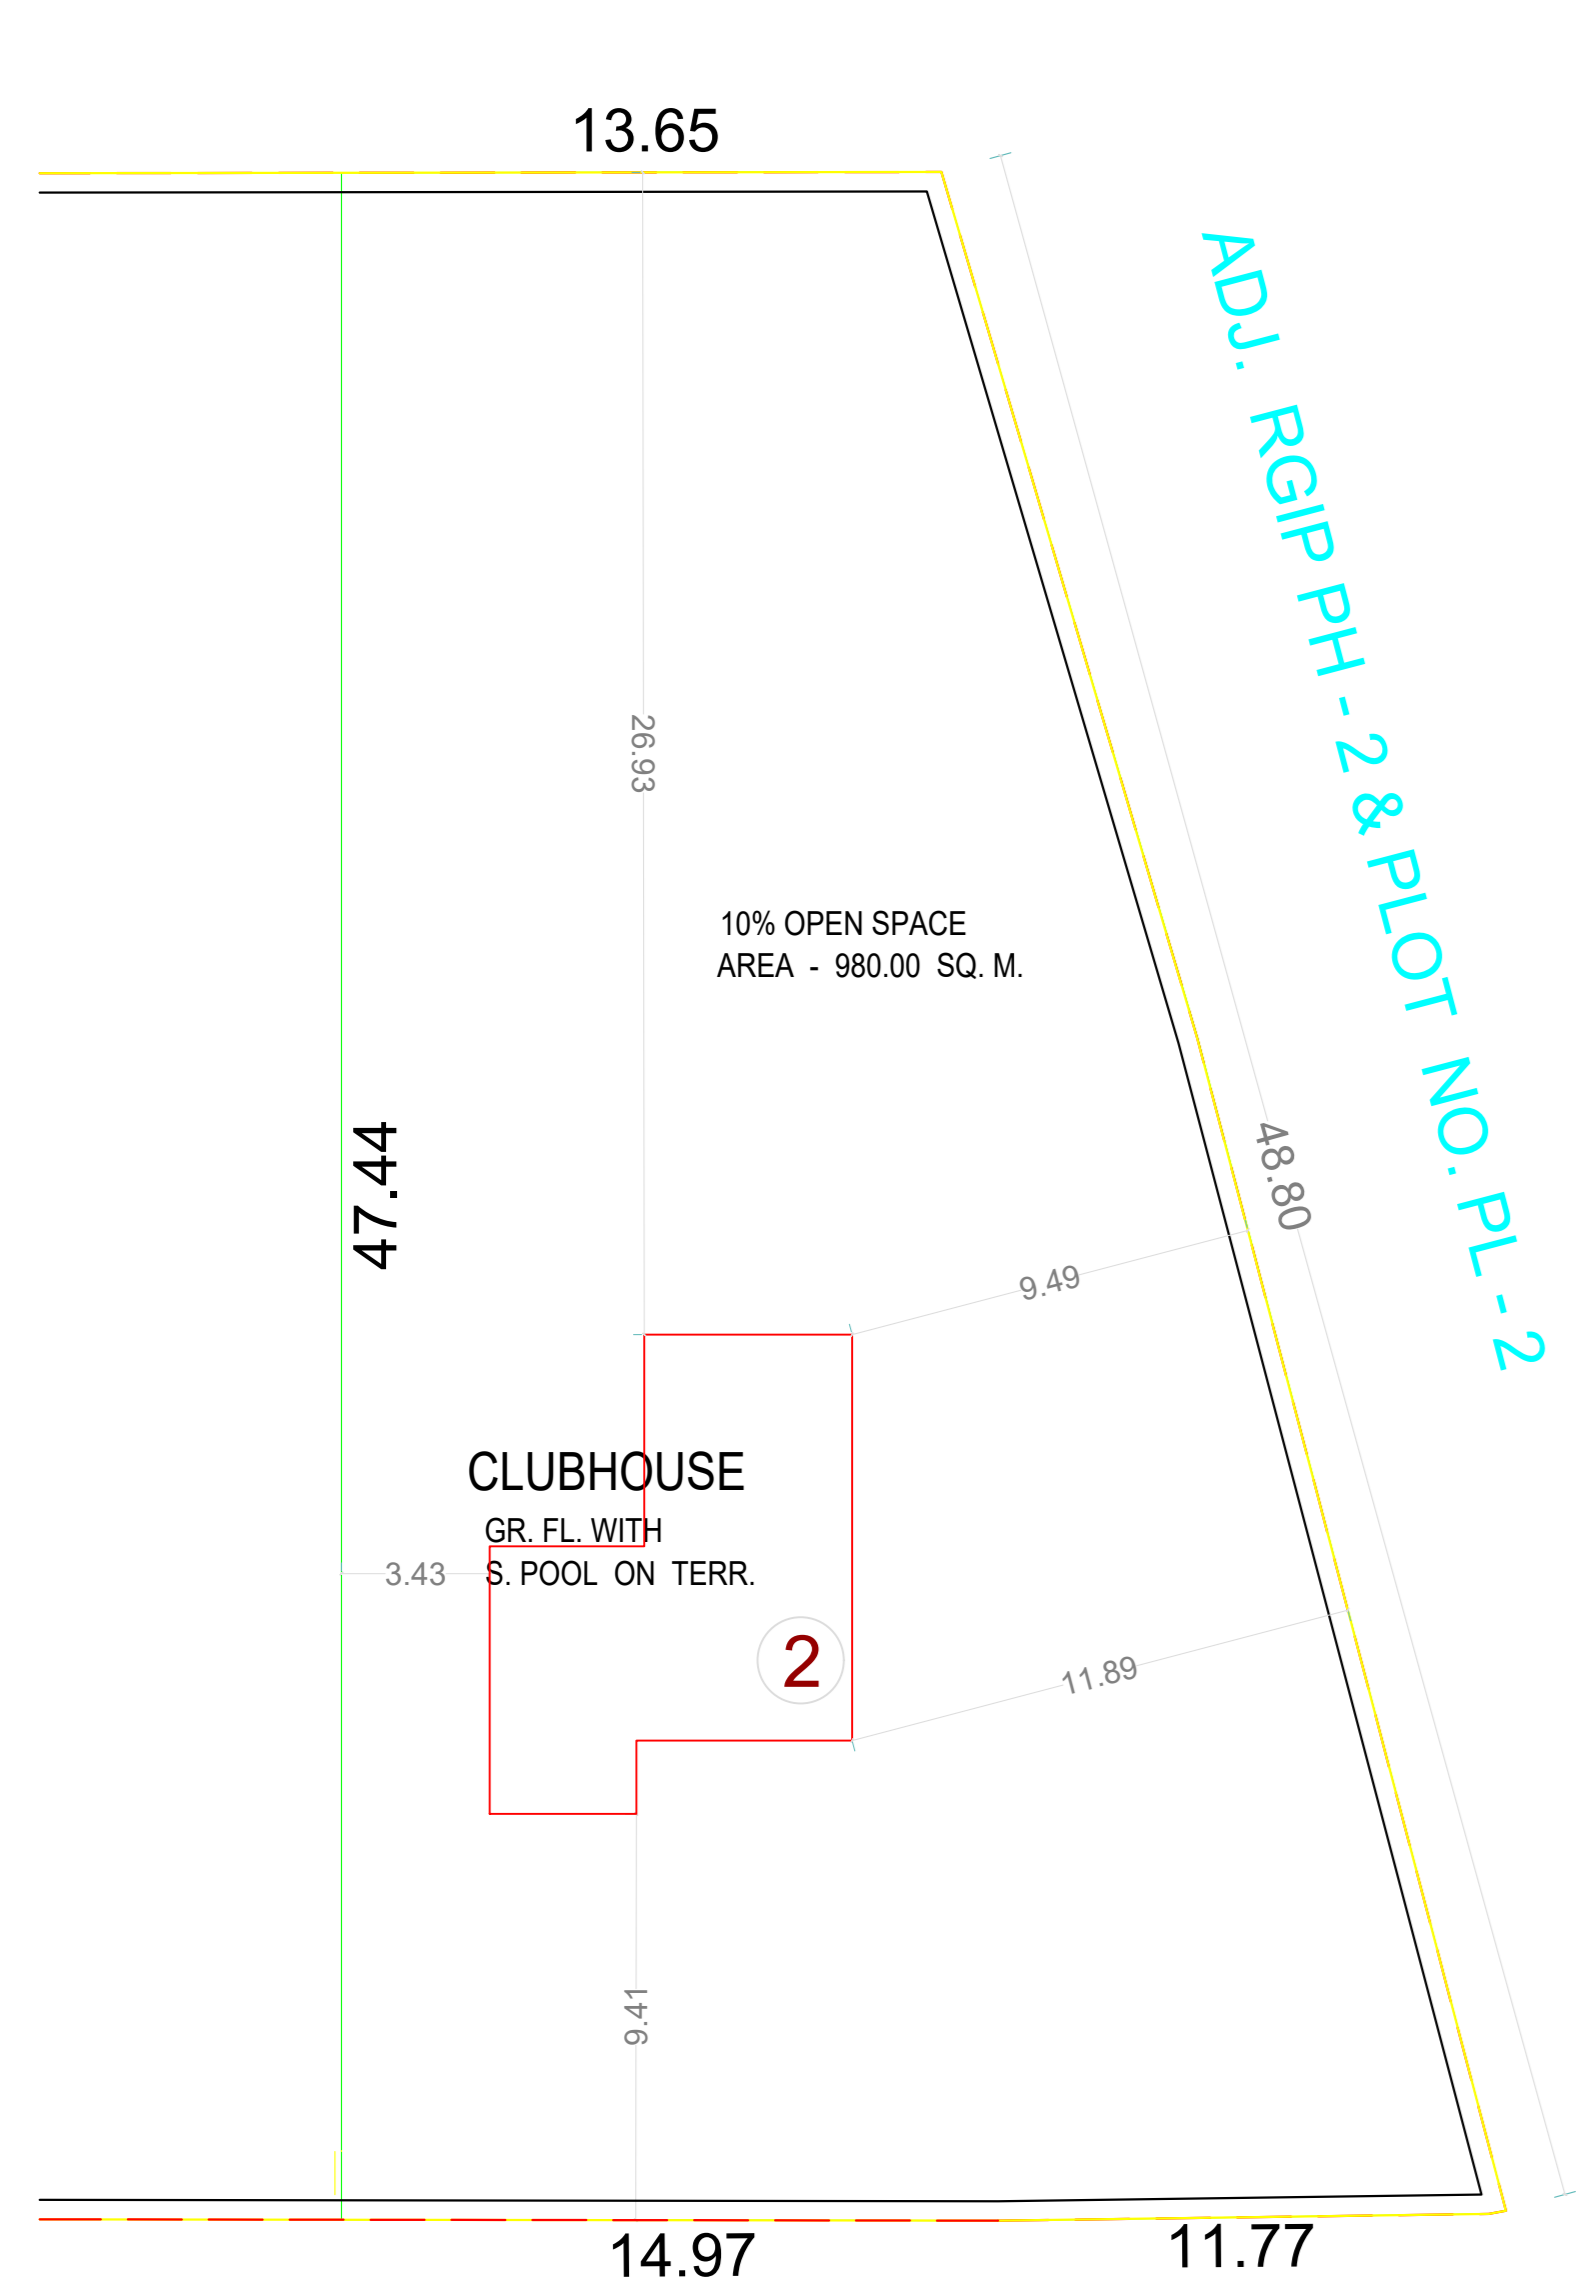 13.65
ADJ. RGIP PH - 2 & PLOT NO. PL - 2
26.93
10% OPEN SPACE
AREA - 980.00 SQ. M.
47.44
48.80
9.49
CLUBHOUSE
GR. FL. WITH
S. POOL ON TERR.
3.43
2
11.89
9.41
14.97
11.77